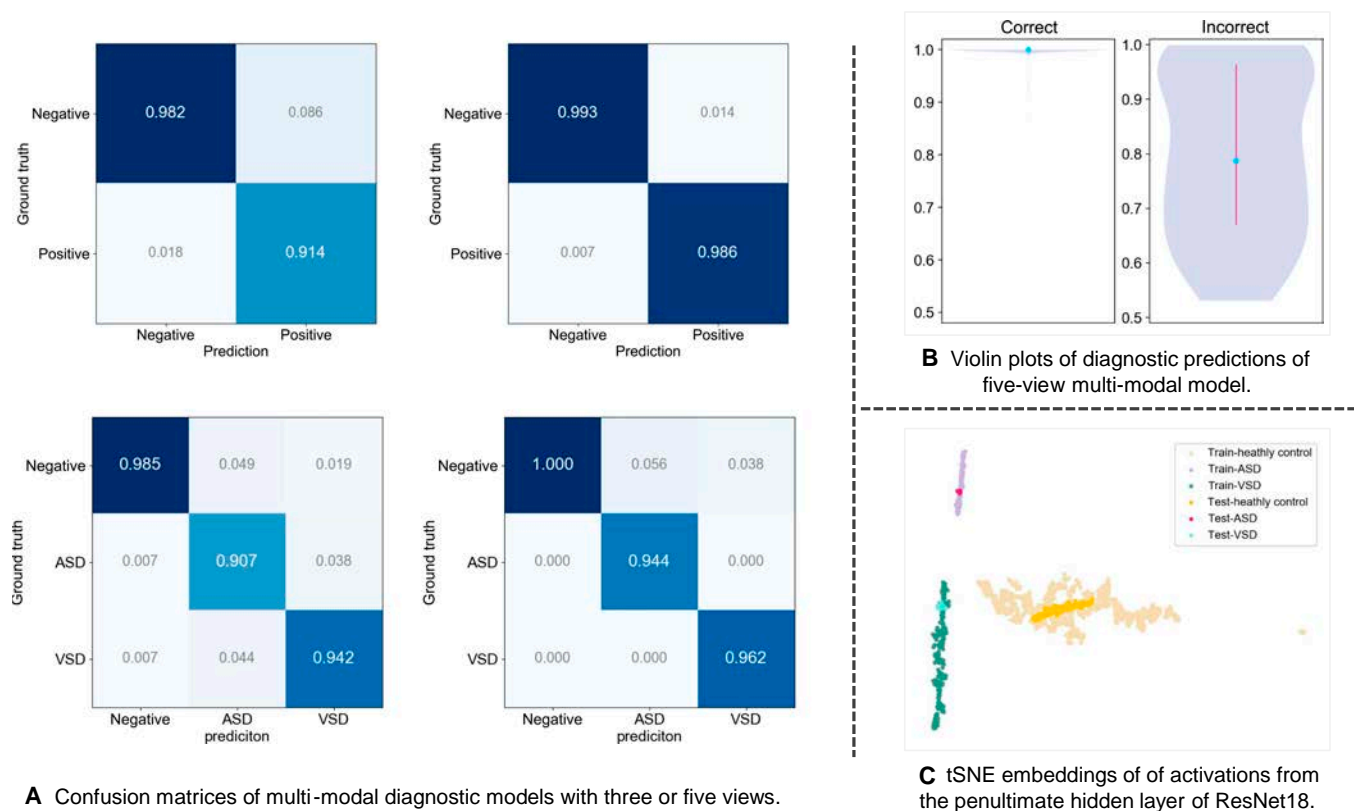 Negative 0.982 0.086
Ground truth
Positive 0.018 0.914
Negative Positive
Prediction
Negative 0.993 0.014
Ground truth
Positive 0.007 0.986
Negative Positive
Prediction
Negative 0.985 0.049 0.019
Ground truth
ASD 0.007 0.907 0.038
VSD 0.007 0.044 0.942
Negative ASD VSD
prediciton
Negative 1.000 0.056 0.038
Ground truth
ASD 0.000 0.944 0.000
VSD 0.000 0.000 0.962
Negative ASD VSD
prediciton
A Confusion matrices of multi-modal diagnostic models with three or five views.
Correct
1.0
0.9
0.8
0.7
0.6
0.5
Incorrect
1.0
0.9
0.8
0.7
0.6
0.5
B Violin plots of diagnostic predictions of
five-view multi-modal model.
Train-heathly control
Train-ASD
Train-VSD
Test-heathly control
Test-ASD
Test-VSD
C tSNE embeddings of of activations from
the penultimate hidden layer of ResNet18.